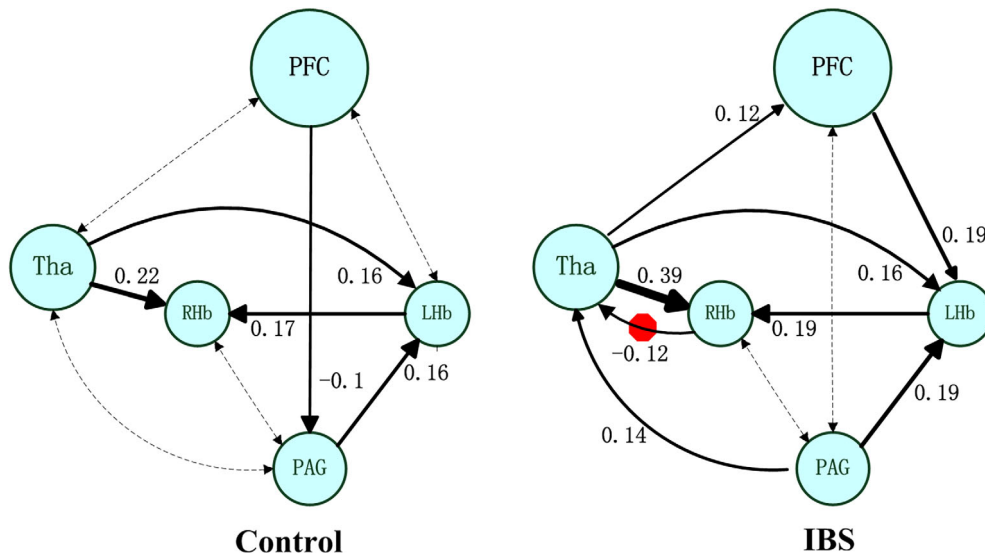 PFC
Tha
0.22
RHb
0.16
LHb
0.17
-0.1
0.16
PAG
Control
PFC
0.12
0.19
Tha
0.39
RHb
0.16
LHb
-0.12
0.19
0.14
0.19
PAG
IBS